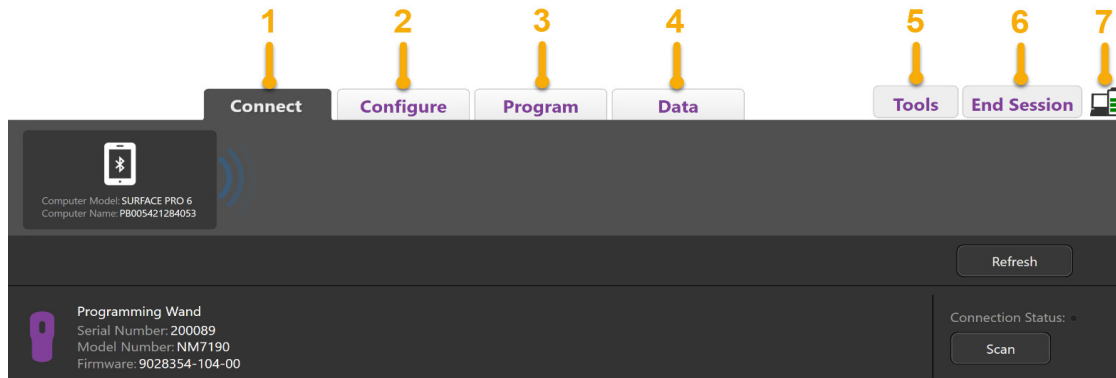 1 2 3 4 5 6 7
Connect Configure Program Data Tools End Session
Computer Model: SURFACE PRO 6
Computer Name: PB005421284053
Refresh
Programming Wand
Serial Number: 200089
Model Number: NM7190
Firmware: 9028354-104-00
Connection Status:
Scan